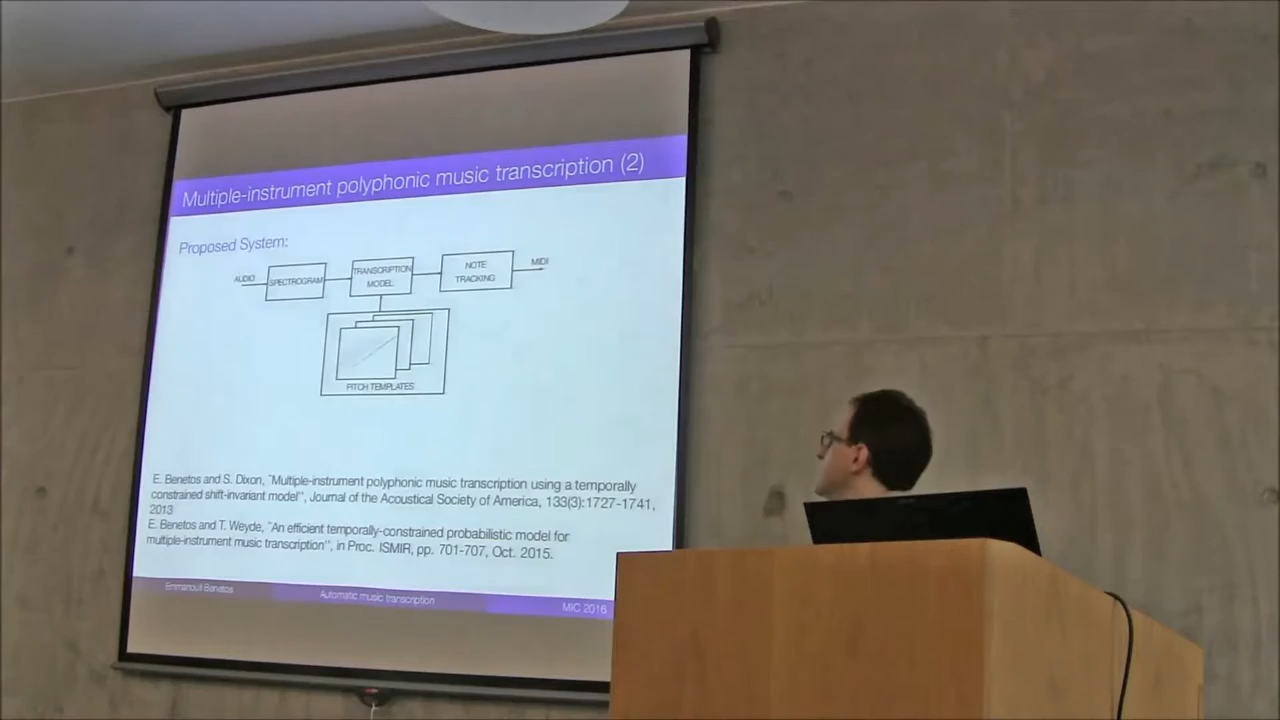 Multiple-instrument polyphonic music transcription (2)
Proposed System:
AUDIO
SPECTROGRAM
TRANSCRIPTION
MODEL
NOTE
TRACKING
MIDI
PITCH TEMPLATES
E. Benetos and S. Dixon, "Multiple-instrument polyphonic music transcription using a temporally
constrained shift-invariant model", Journal of the Acoustical Society of America, 133(3):1727-1741,
2013
E. Benetos and T. Weyde, "An efficient temporally-constrained probabilistic model for
multiple-instrument music transcription", in Proc. ISMIR, pp. 701-707, Oct. 2015.
Emmanouil Benetos
Automatic music transcription
MIC 2016